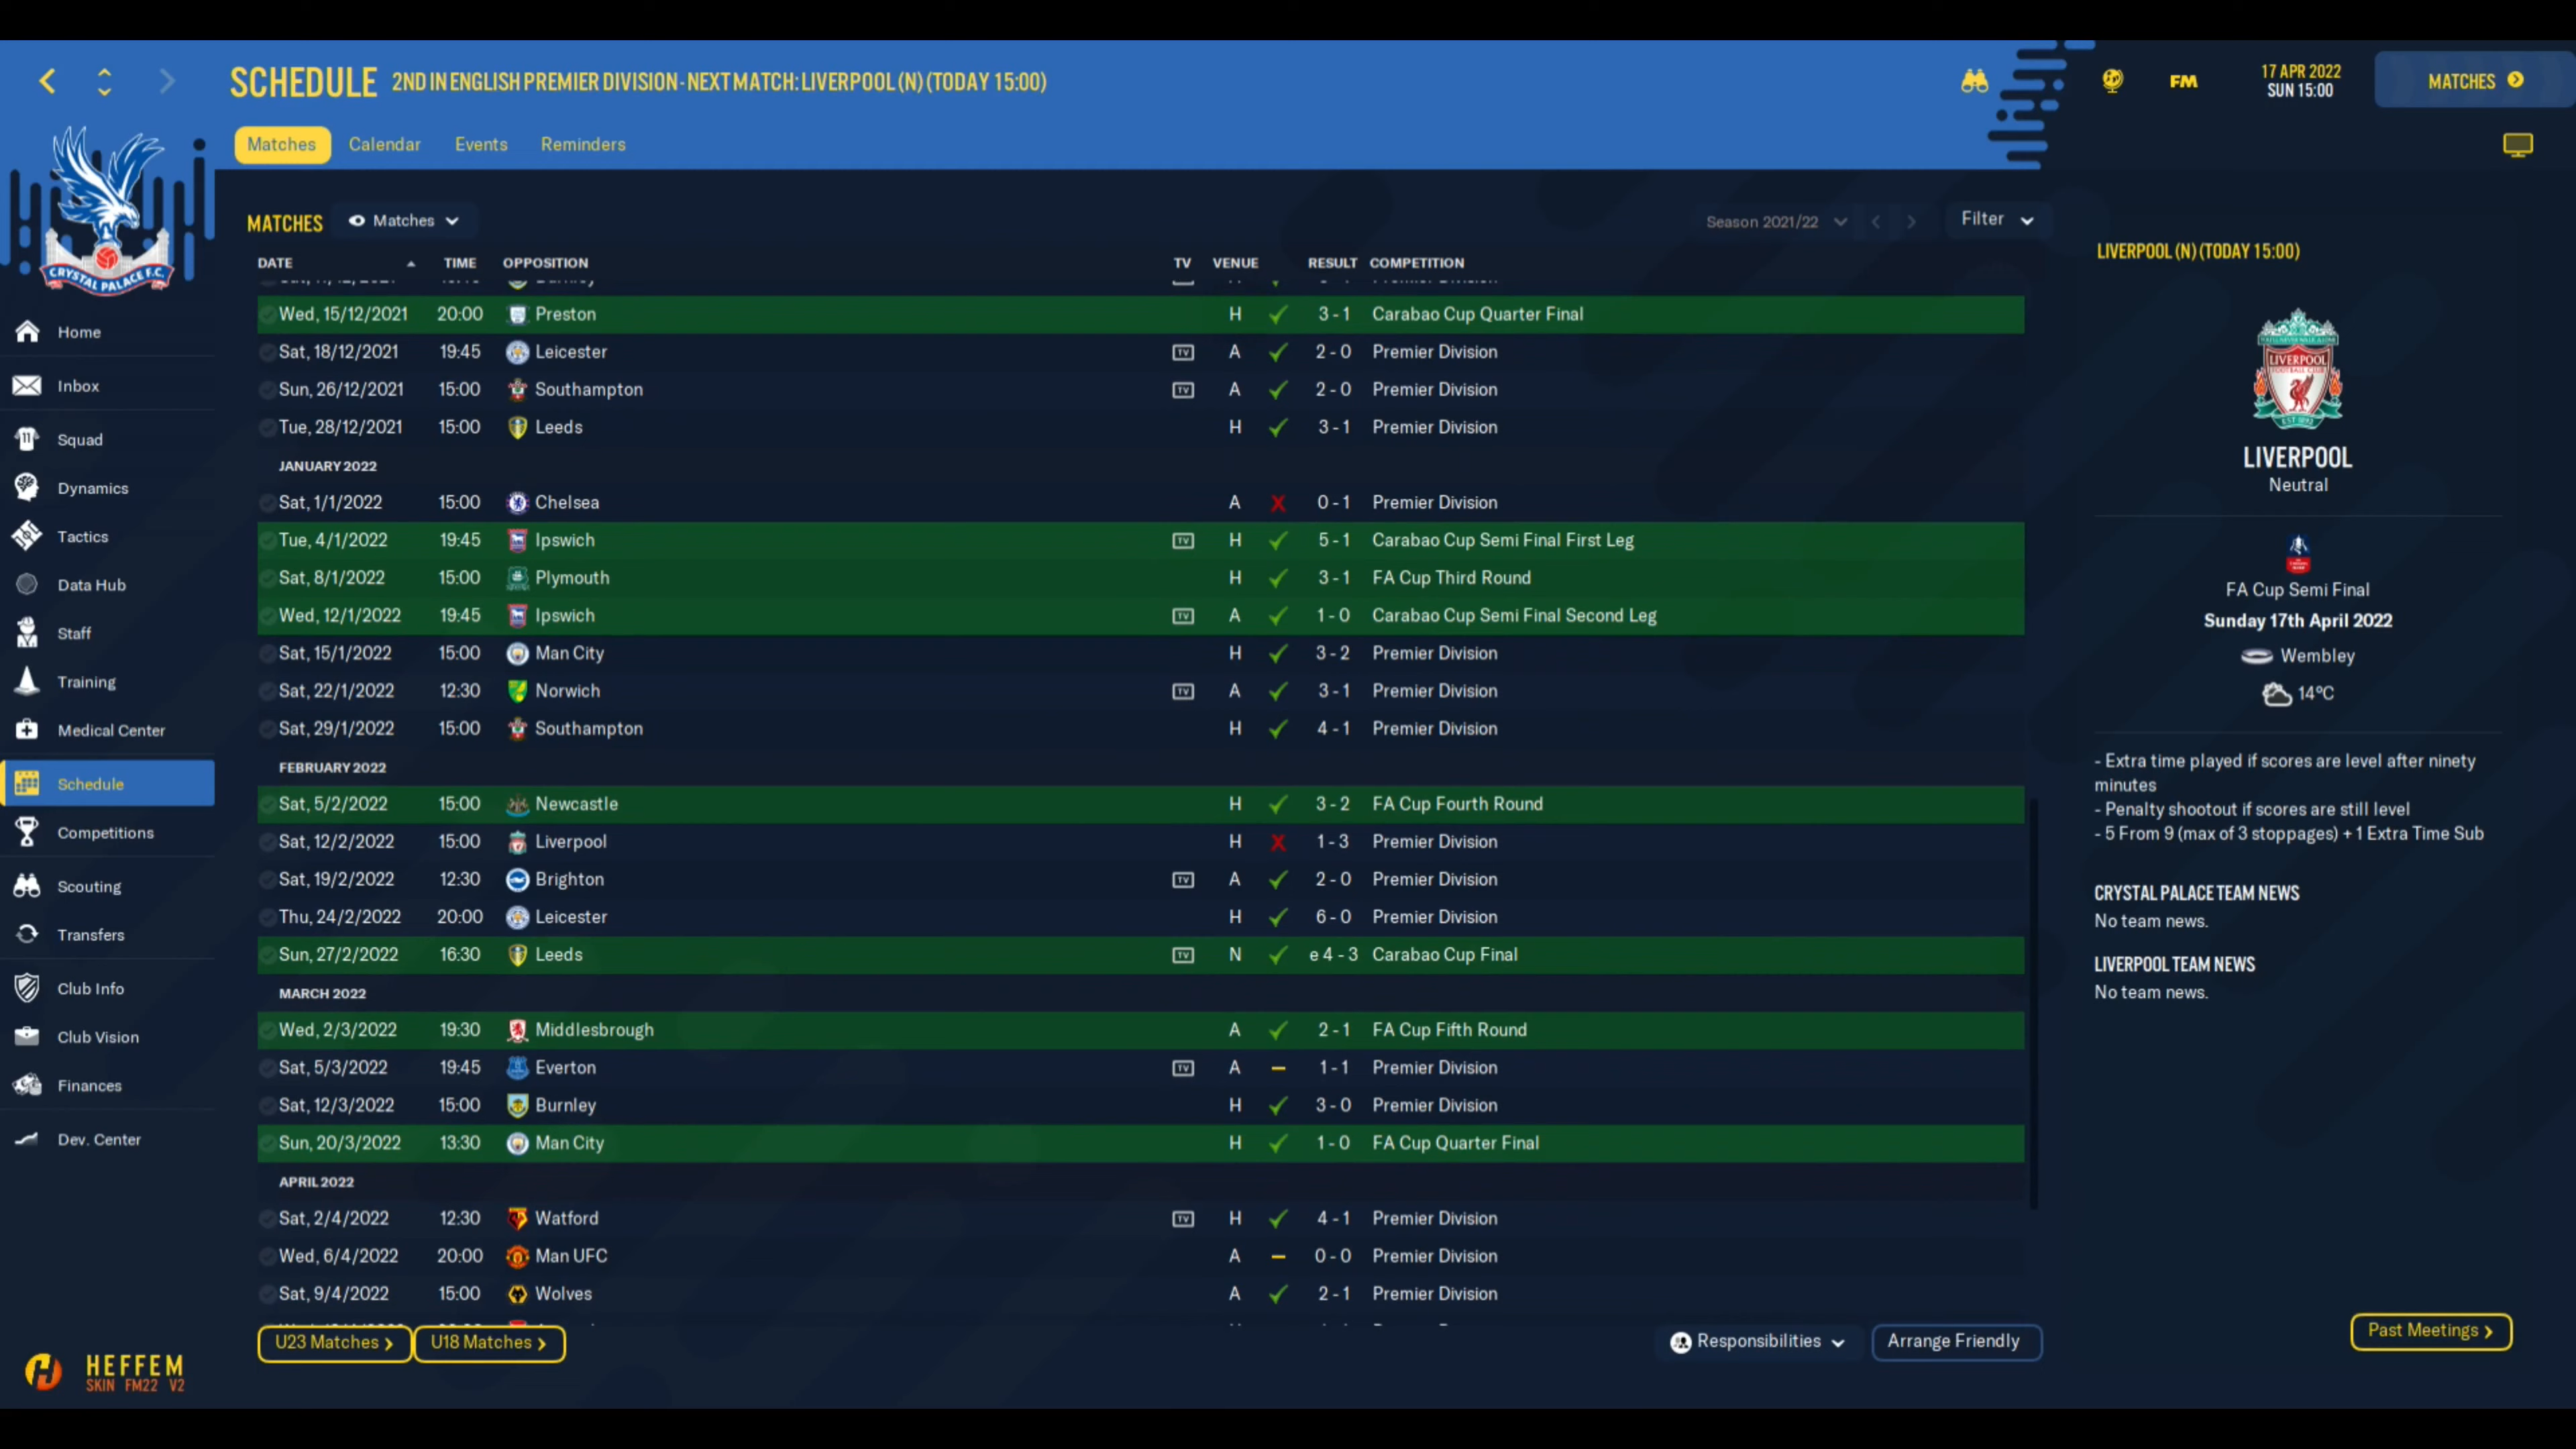 SCHEDULE 2ND IN ENGLISH PREMIER DIVISION - NEXT MATCH: LIVERPOOL (N) (TODAY 15:00)
FM
17 APR 2022
SUN 15:00
MATCHES
Matches Calendar Events Reminders
CRYSTAL PALACE F.C.
Home
Inbox
Squad
Dynamics
Tactics
Data Hub
Staff
Training
Medical Center
Schedule
Competitions
Scouting
Transfers
Club Info
Club Vision
Finances
Dev. Center
HEFFEM
SKIN FM22 V2
MATCHES Matches Season 2021/22 Filter
DATE TIME OPPOSITION TV VENUE RESULT COMPETITION
Wed, 15/12/2021 20:00 Preston H 3 - 1 Carabao Cup Quarter Final
Sat, 18/12/2021 19:45 Leicester TV A 2 - 0 Premier Division
Sun, 26/12/2021 15:00 Southampton TV A 2 - 0 Premier Division
Tue, 28/12/2021 15:00 Leeds H 3 - 1 Premier Division
JANUARY 2022
Sat, 1/1/2022 15:00 Chelsea A 0 - 1 Premier Division
Tue, 4/1/2022 19:45 Ipswich TV H 5 - 1 Carabao Cup Semi Final First Leg
Sat, 8/1/2022 15:00 Plymouth H 3 - 1 FA Cup Third Round
Wed, 12/1/2022 19:45 Ipswich TV A 1 - 0 Carabao Cup Semi Final Second Leg
Sat, 15/1/2022 15:00 Man City H 3 - 2 Premier Division
Sat, 22/1/2022 12:30 Norwich TV A 3 - 1 Premier Division
Sat, 29/1/2022 15:00 Southampton H 4 - 1 Premier Division
FEBRUARY 2022
Sat, 5/2/2022 15:00 Newcastle H 3 - 2 FA Cup Fourth Round
Sat, 12/2/2022 15:00 Liverpool H 1 - 3 Premier Division
Sat, 19/2/2022 12:30 Brighton TV A 2 - 0 Premier Division
Thu, 24/2/2022 20:00 Leicester H 6 - 0 Premier Division
Sun, 27/2/2022 16:30 Leeds TV N e 4 - 3 Carabao Cup Final
MARCH 2022
Wed, 2/3/2022 19:30 Middlesbrough A 2 - 1 FA Cup Fifth Round
Sat, 5/3/2022 19:45 Everton TV A 1 - 1 Premier Division
Sat, 12/3/2022 15:00 Burnley H 3 - 0 Premier Division
Sun, 20/3/2022 13:30 Man City H 1 - 0 FA Cup Quarter Final
APRIL 2022
Sat, 2/4/2022 12:30 Watford TV H 4 - 1 Premier Division
Wed, 6/4/2022 20:00 Man UFC A 0 - 0 Premier Division
Sat, 9/4/2022 15:00 Wolves A 2 - 1 Premier Division
U23 Matches U18 Matches Responsibilities Arrange Friendly
LIVERPOOL (N) (TODAY 15:00)
LIVERPOOL
LIVERPOOL
Neutral
FA Cup Semi Final
Sunday 17th April 2022
Wembley
14°C
- Extra time played if scores are level after ninety
minutes
- Penalty shootout if scores are still level
- 5 From 9 (max of 3 stoppages) + 1 Extra Time Sub
CRYSTAL PALACE TEAM NEWS
No team news.
LIVERPOOL TEAM NEWS
No team news.
Past Meetings